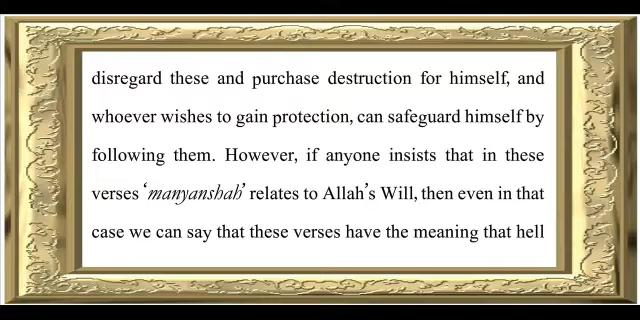 disregard these and purchase destruction for himself, and
whoever wishes to gain protection, can safeguard himself by
following them. However, if anyone insists that in these
verses ‘manyanshah’ relates to Allah’s Will, then even in that
case we can say that these verses have the meaning that hell